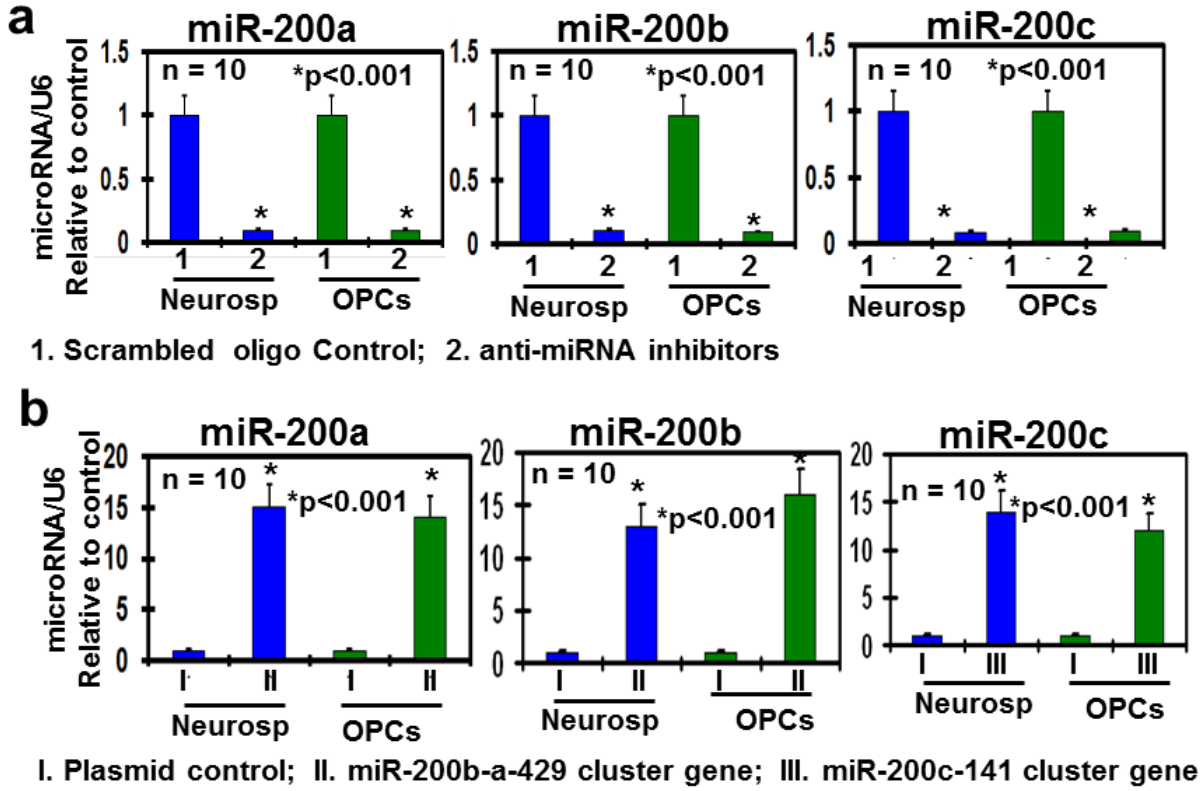 a
miR-200a miR-200b miR-200c
microRNA/U6
Relative to control
1.5 1 0.5 0
n = 10 *p<0.001
* *
1 2 1 2
Neurosp OPCs
1.5 1 0.5 0
n = 10 *p<0.001
* *
1 2 1 2
Neurosp OPCs
1.5 1 0.5 0
n = 10 *p<0.001
* *
1 2 1 2
Neurosp OPCs
1. Scrambled oligo Control; 2. anti-miRNA inhibitors
b
miR-200a miR-200b miR-200c
microRNA/U6
Relative to control
20 15 10 5 0
n = 10 * *p<0.001 *
I II I II
Neurosp OPCs
20 15 10 5 0
n = 10 * *p<0.001 *
I II I II
Neurosp OPCs
20 15 10 5 0
n = 10 * *p<0.001 *
I III I III
Neurosp OPCs
I. Plasmid control; II. miR-200b-a-429 cluster gene; III. miR-200c-141 cluster gene